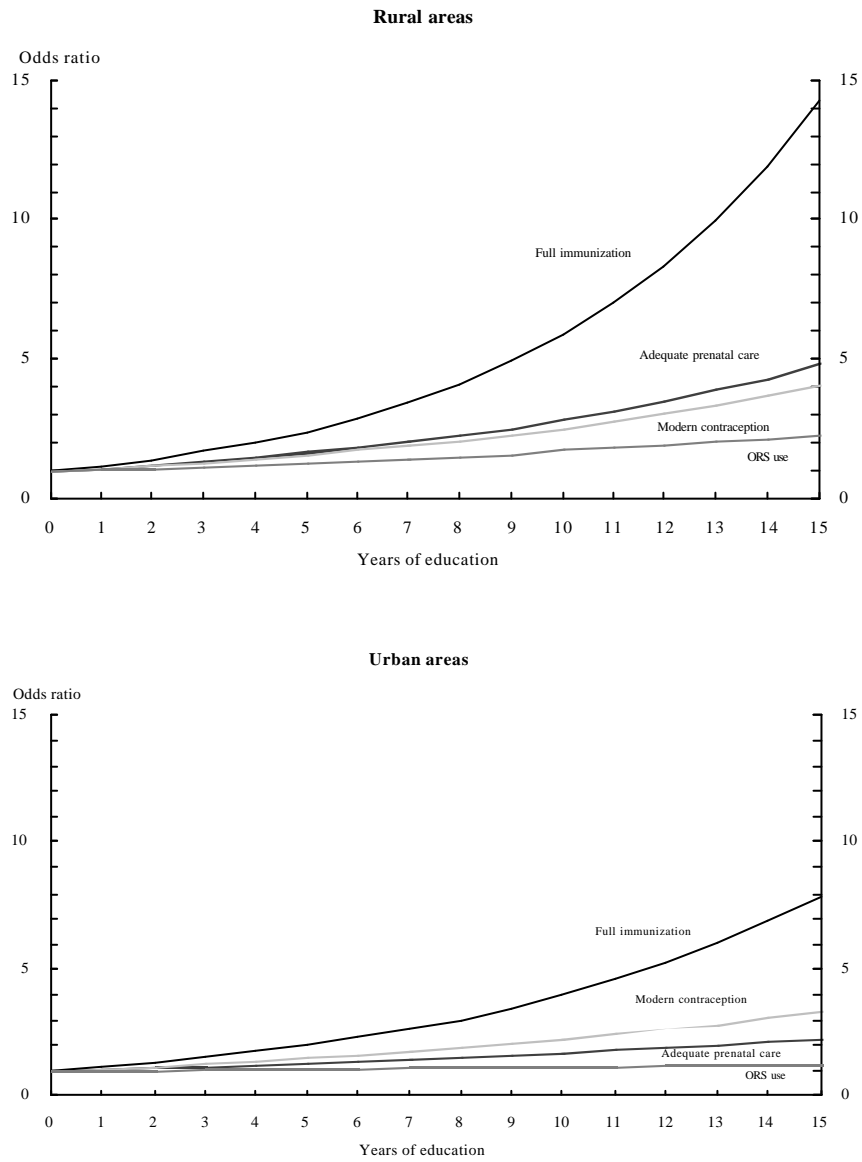 Rural areas
Odds ratio
15 15
10 10
Full immunization
5 Adequate prenatal care 5
Modern contraception
ORS use
0 0
0 1 2 3 4 5 6 7 8 9 10 11 12 13 14 15
Years of education
Urban areas
Odds ratio
15 15
10 10
Full immunization
5 5
Modern contraception
Adequate prenatal care
ORS use
0 0
0 1 2 3 4 5 6 7 8 9 10 11 12 13 14 15
Years of education